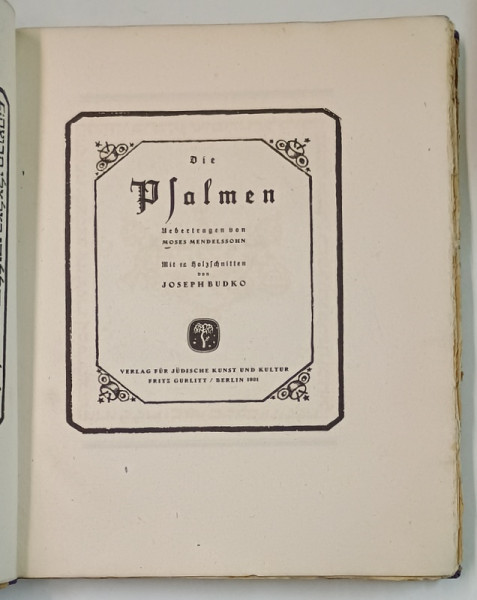 Die
Psalmen
Uebertragen von
MOSES MENDELSSOHN
Mit 12 Holzschnitten
von
JOSEPH BUDKO
VERLAG FÜR JÜDISCHE KUNST UND KULTUR
FRITZ GURLITT / BERLIN 1921